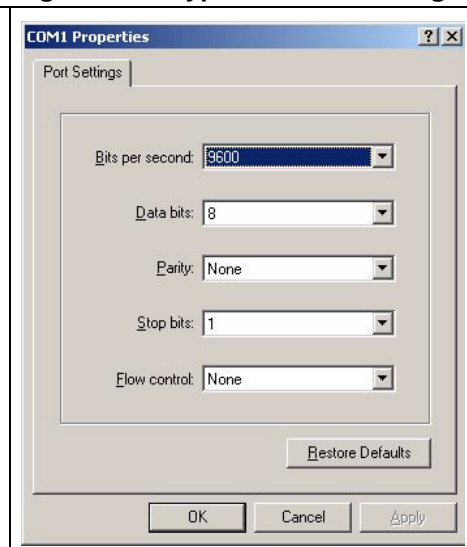 COM1 Properties
Port Settings
Bits per second: 9600
Data bits: 8
Parity: None
Stop bits: 1
Flow control: None
Restore Defaults
OK Cancel Apply